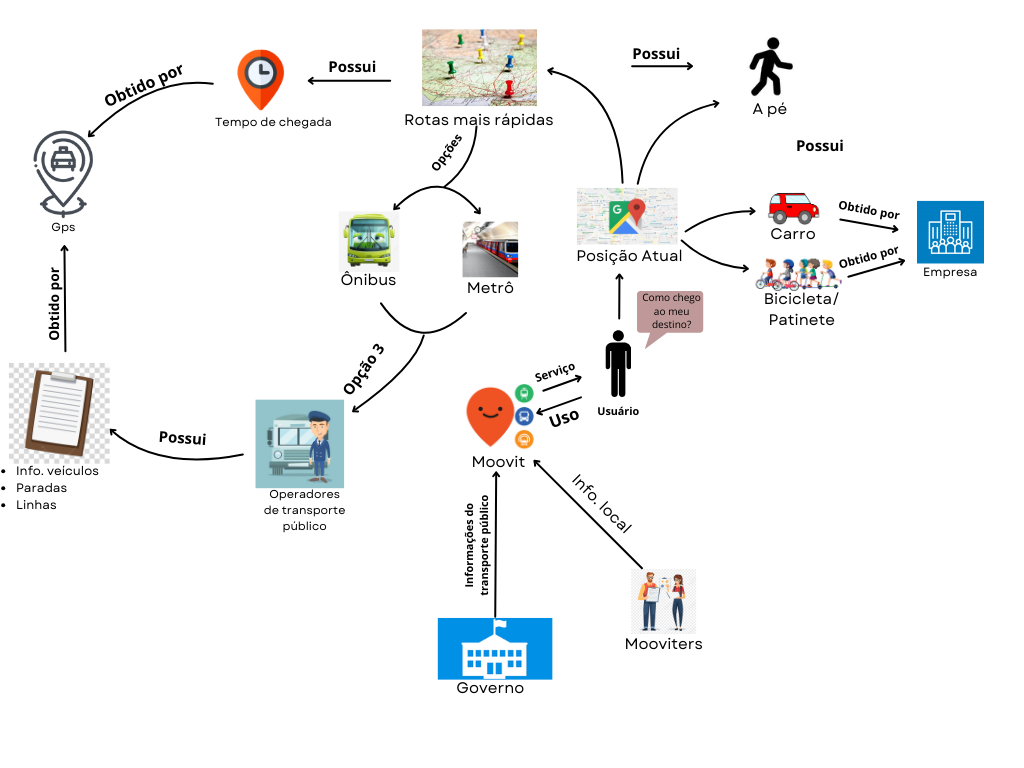 Possui
Obtido por
Possui
Rotas mais rápidas
A pé
Tempo de chegada
Opções
Possui
Gps
G
Carro
Obtido por
Posição Atual
Empresa
Obtido por
Ônibus
Metrô
Bicicleta/
Patinete
Como chego
ao meu
destino?
Obtido por
Opção 3
Serviço
Uso
Usuário
Possui
Moovit
Info. veículos
Paradas
Linhas
Operadores
de transporte
público
Info. local
Informações do
transporte público
Mooviters
Governo